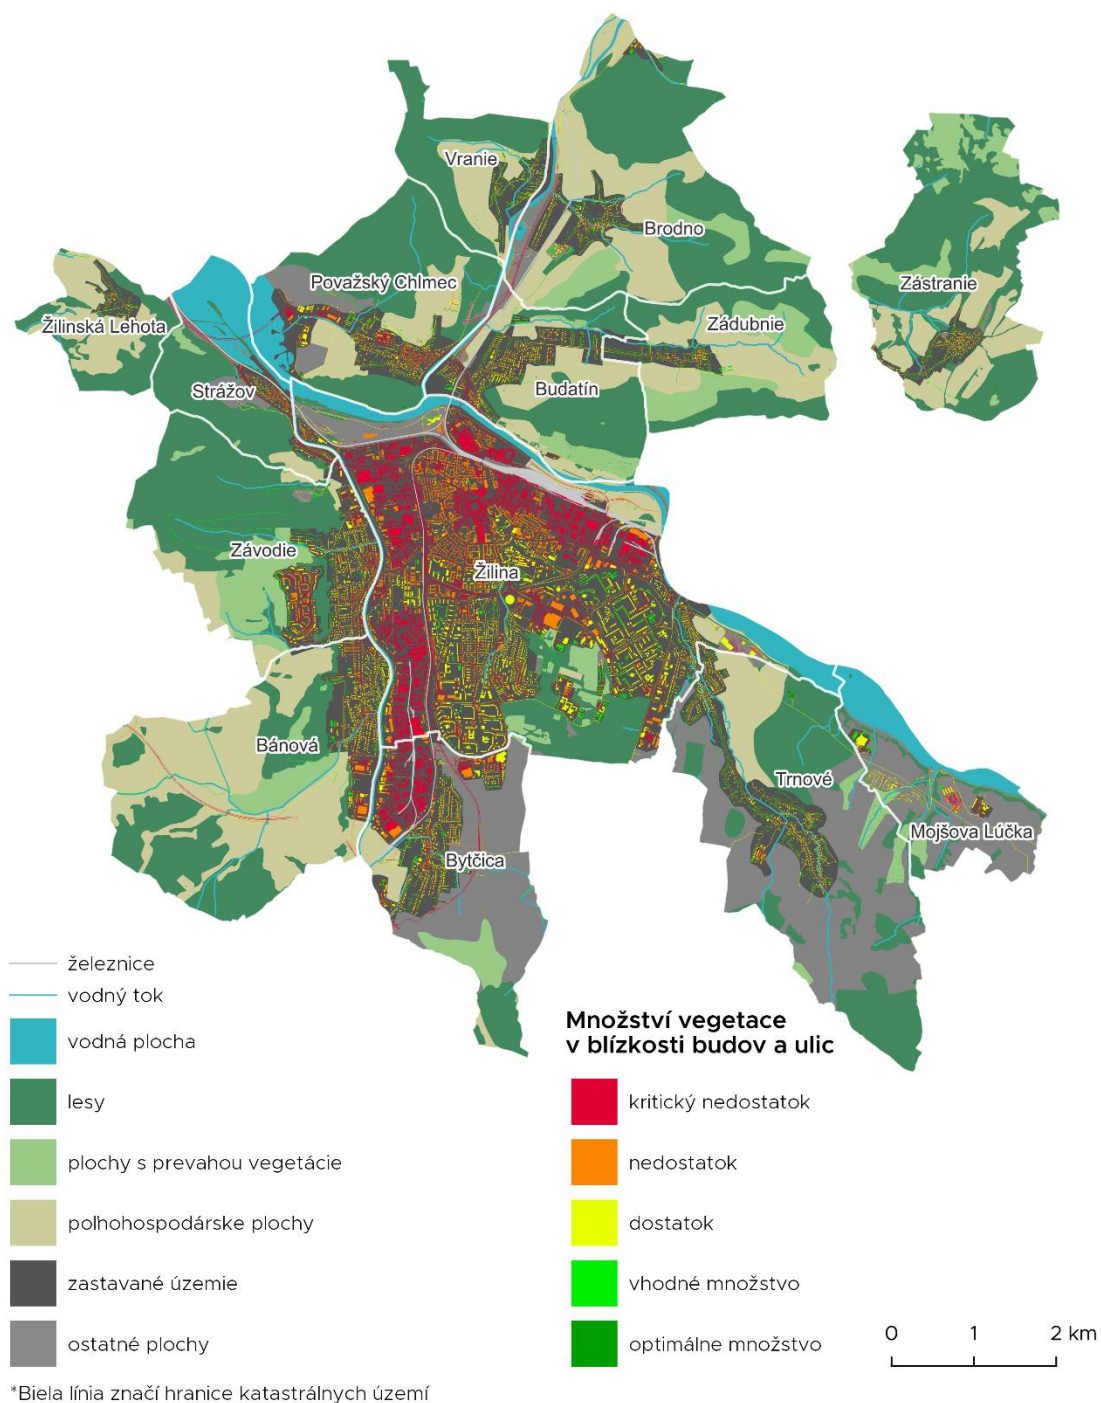 Vranie
Brodno
Považský Chlmec
Zástranie
Žilinská Lehota
Zádubnie
Strážov
Budatín
Závodie
Žilina
Bánová
Trnové
Mojšova Lúčka
Bytčica
železnice
vodný tok
vodná plocha
lesy
plochy s prevahou vegetácie
poľhohospodárske plochy
zastavané územie
ostatné plochy
Množství vegetace
v blízkosti budov a ulic
kritický nedostatok
nedostatok
dostatok
vhodné množstvo
optimálne množstvo
0 1 2 km
*Biela línia značí hranice katastrálnych území